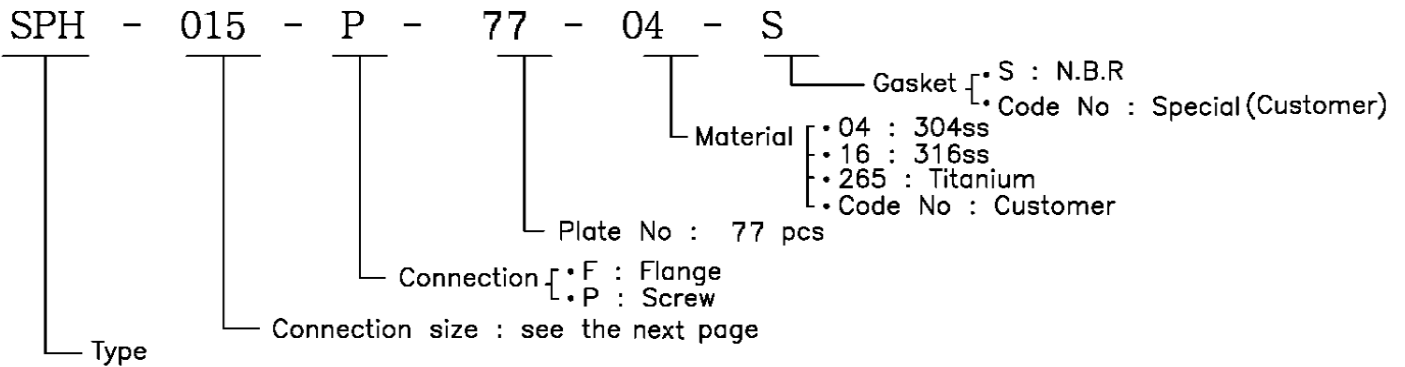 SPH - 015 - P - 77 - 04 - S
Gasket • S : N.B.R
• Code No : Special(Customer)
Material • 04 : 304ss
• 16 : 316ss
• 265 : Titanium
• Code No : Customer
Plate No : 77 pcs
Connection • F : Flange
• P : Screw
Connection size : see the next page
Type